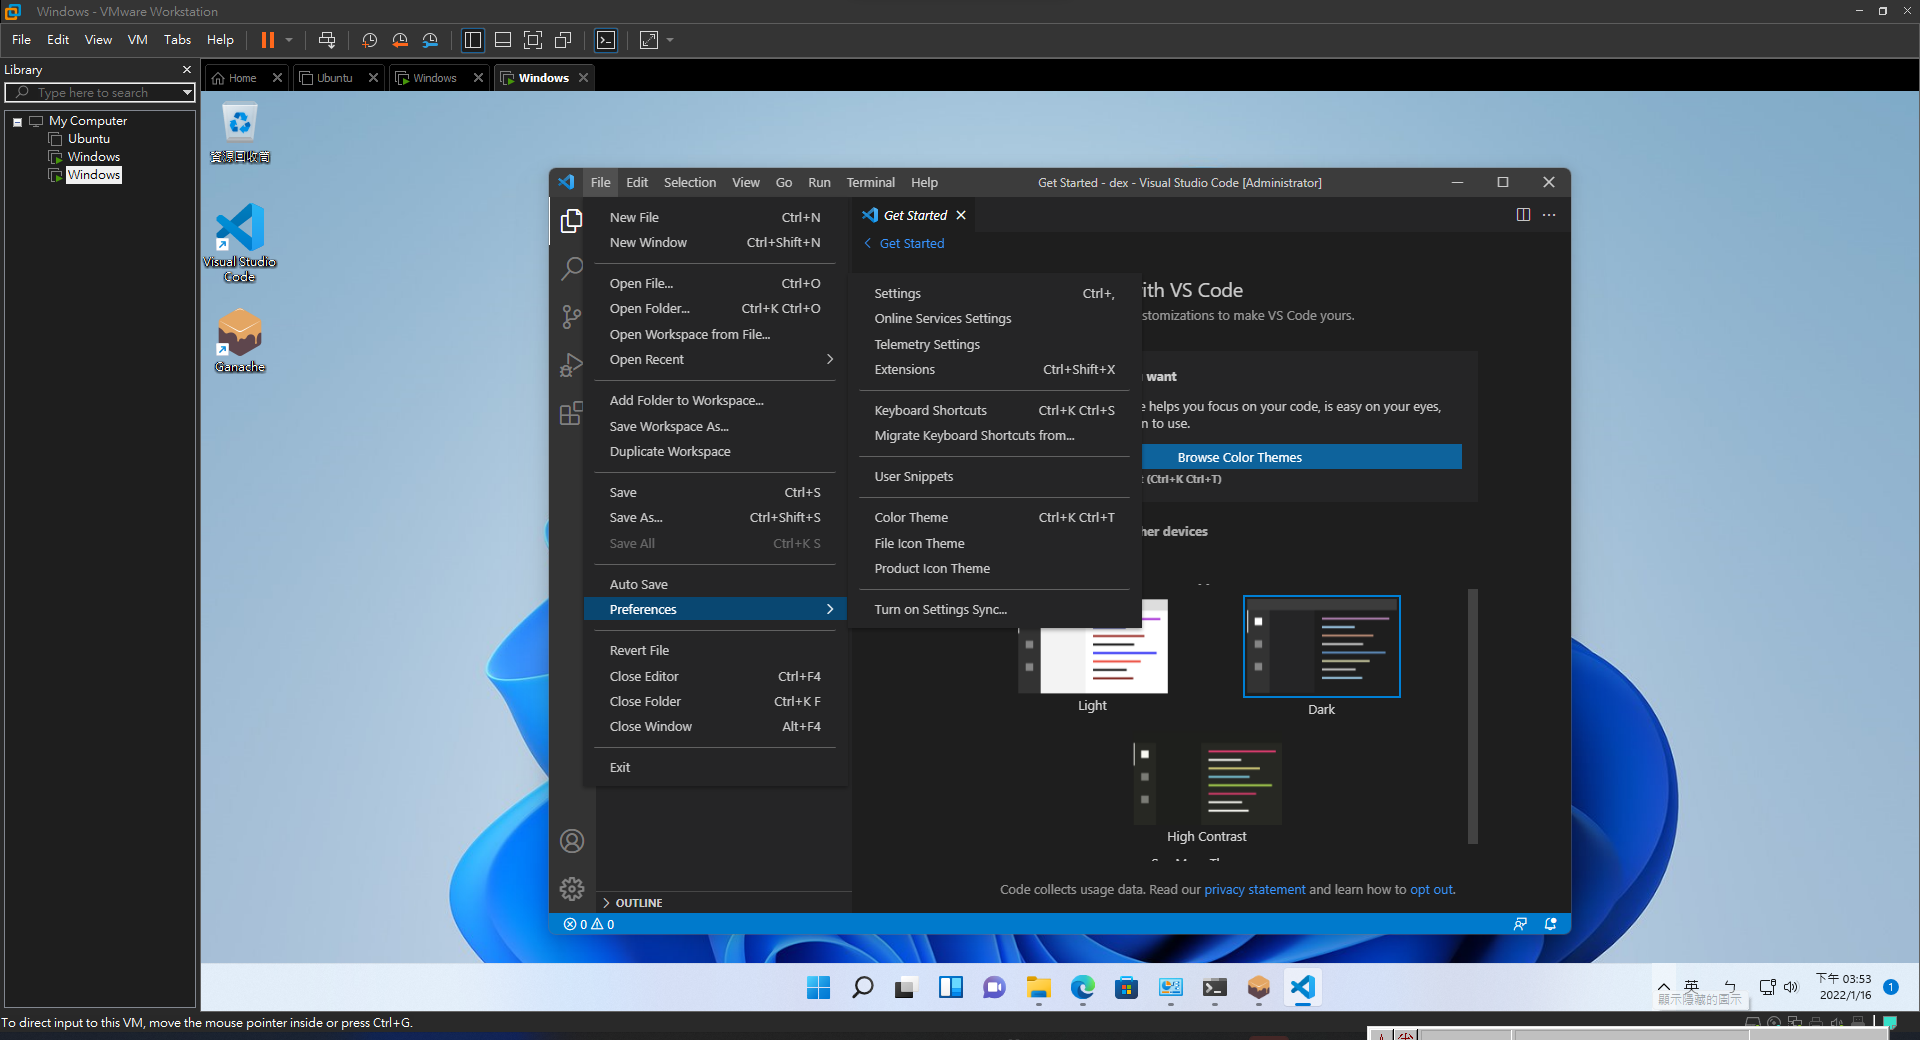 Windows - VMware Workstation
File Edit View VM Tabs Help
Library
Home
Ubuntu
Windows
Windows
Type here to search
My Computer
Ubuntu
Windows
Windows
資源回收筒
Visual Studio
Code
Ganache
File Edit Selection View Go Run Terminal Help
Get Started - dex - Visual Studio Code [Administrator]
New File Ctrl+N
New Window Ctrl+Shift+N
Open File... Ctrl+O
Open Folder... Ctrl+K Ctrl+O
Open Workspace from File...
Open Recent
Add Folder to Workspace...
Save Workspace As...
Duplicate Workspace
Save Ctrl+S
Save As... Ctrl+Shift+S
Save All Ctrl+K S
Auto Save
Preferences
Revert File
Close Editor Ctrl+F4
Close Folder Ctrl+K F
Close Window Alt+F4
Exit
Get Started
Get Started
Settings Ctrl+,
Online Services Settings
Telemetry Settings
Extensions Ctrl+Shift+X
Keyboard Shortcuts Ctrl+K Ctrl+S
Migrate Keyboard Shortcuts from...
User Snippets
Color Theme Ctrl+K Ctrl+T
File Icon Theme
Product Icon Theme
Turn on Settings Sync...
ith VS Code
stomizations to make VS Code yours.
want
e helps you focus on your code, is easy on your eyes,
n to use.
Browse Color Themes
(Ctrl+K Ctrl+T)
her devices
Light
Dark
High Contrast
Code collects usage data. Read our privacy statement and learn how to opt out.
OUTLINE
0 0
英 ㄅ
顯示隱藏的圖示
下午 03:53
2022/1/16
1
To direct input to this VM, move the mouse pointer inside or press Ctrl+G.